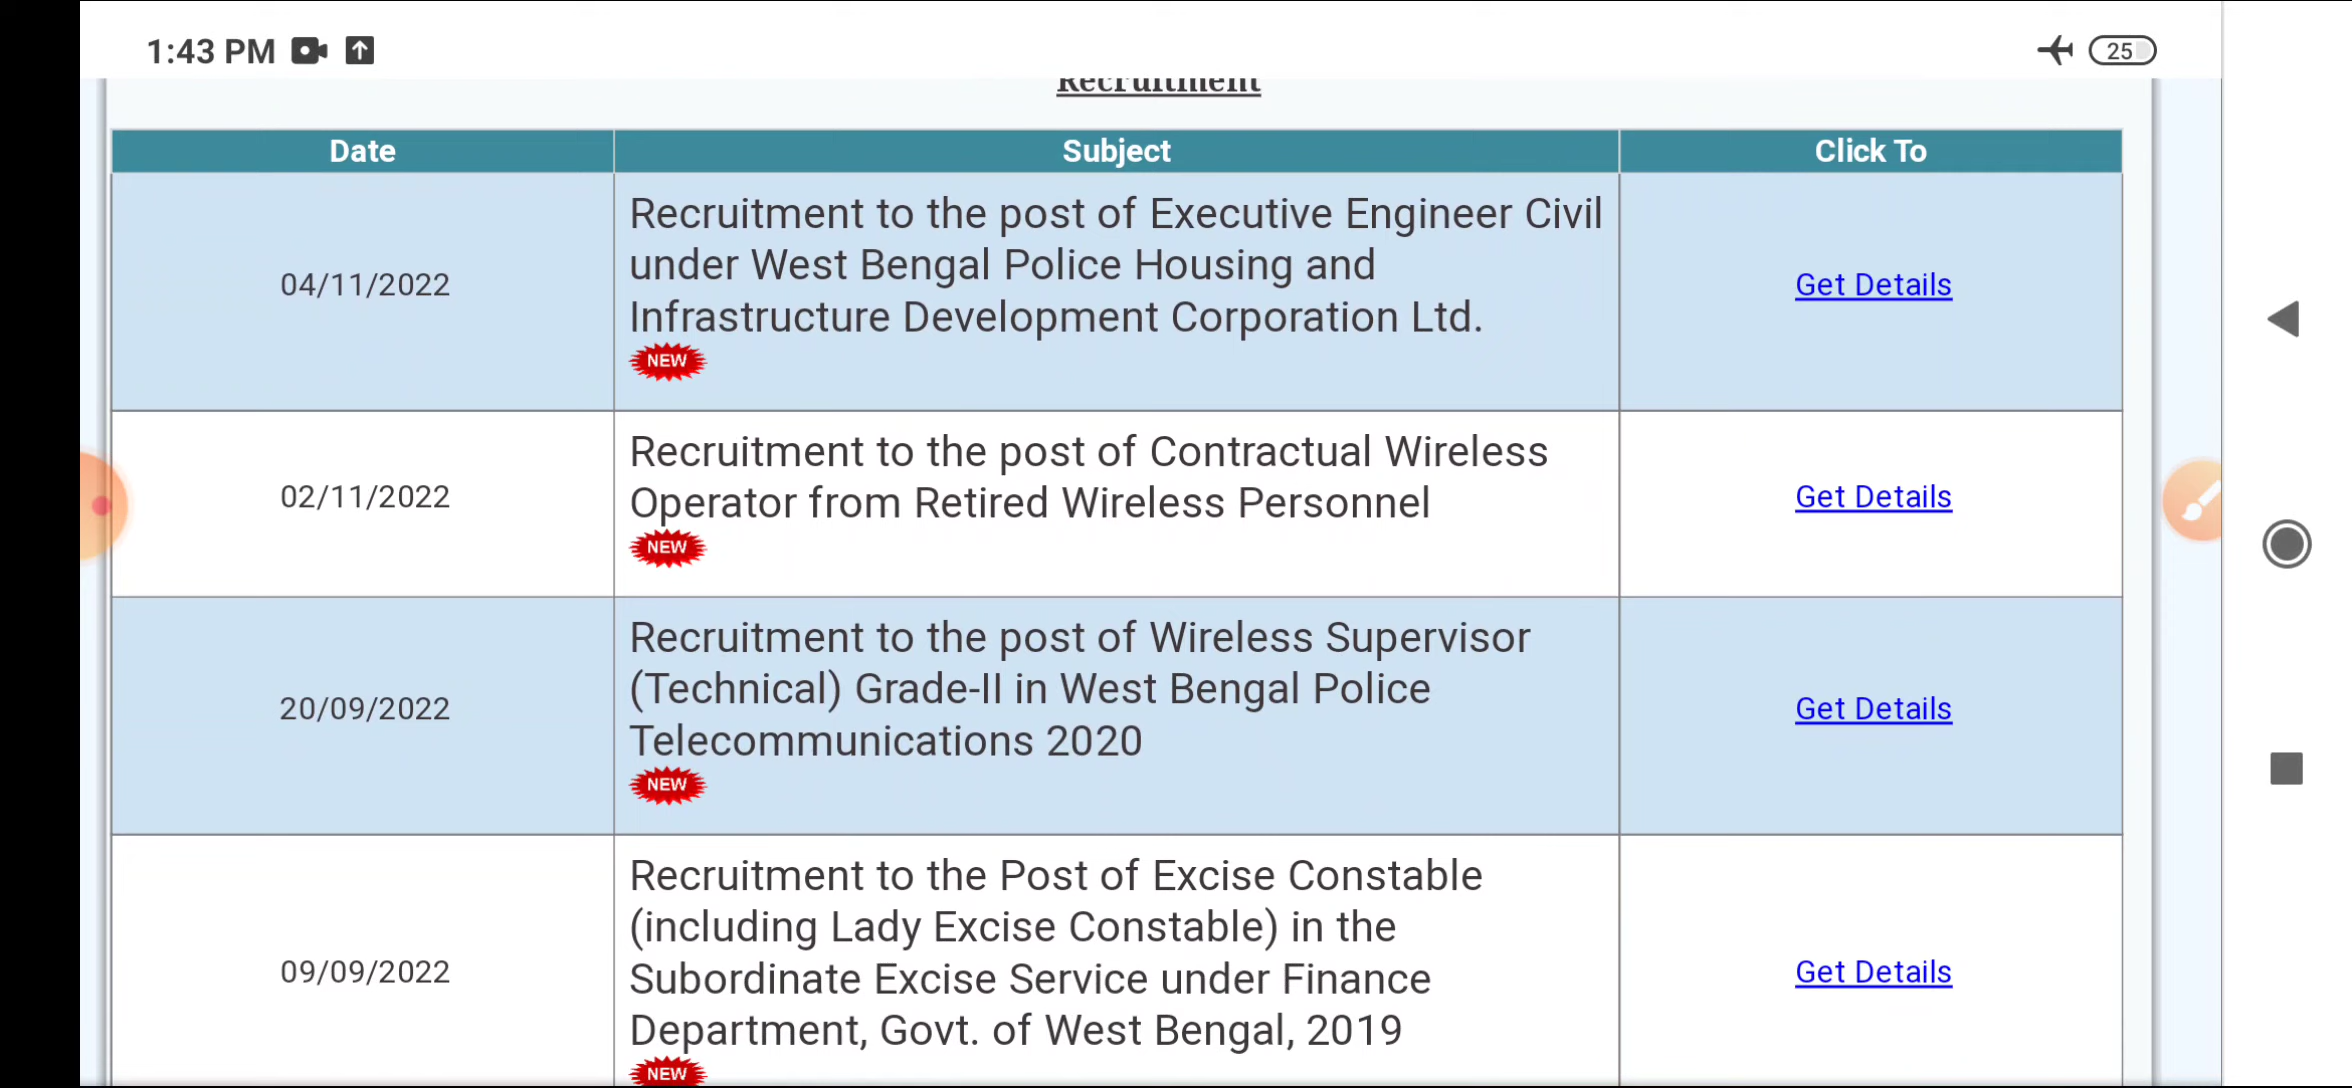 1:43 PM
25
Recruitment
Date
Subject
Click To
04/11/2022
Recruitment to the post of Executive Engineer Civil
under West Bengal Police Housing and
Infrastructure Development Corporation Ltd.
NEW
Get Details
02/11/2022
Recruitment to the post of Contractual Wireless
Operator from Retired Wireless Personnel
NEW
Get Details
20/09/2022
Recruitment to the post of Wireless Supervisor
(Technical) Grade-II in West Bengal Police
Telecommunications 2020
NEW
Get Details
09/09/2022
Recruitment to the Post of Excise Constable
(including Lady Excise Constable) in the
Subordinate Excise Service under Finance
Department, Govt. of West Bengal, 2019
NEW
Get Details